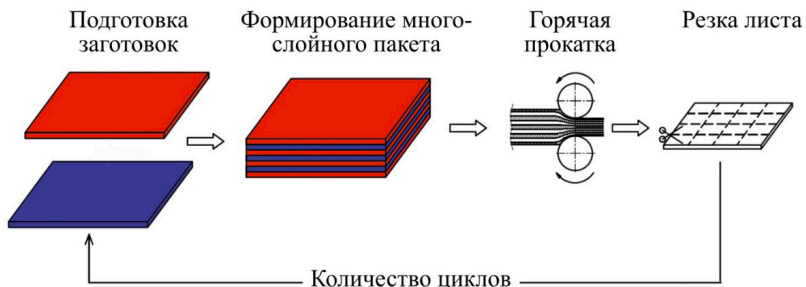 Подготовка
заготовок
Формирование много-
слойного пакета
Горячая
прокатка
Резка листа
Количество циклов